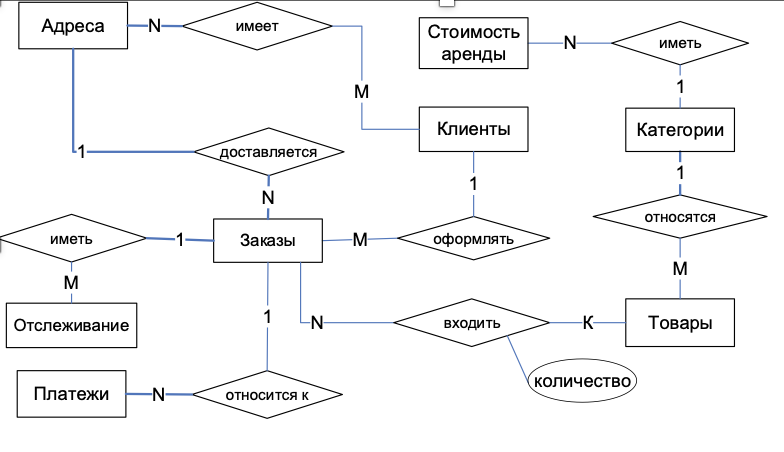 Адреса
N
имеет
Стоимость
аренды
N
иметь
М
1
Клиенты
Категории
1
доставляется
1
1
N
относятся
иметь
1
Заказы
М
оформлять
М
М
Отслеживание
1
N
входить
К
Товары
Платежи
N
относится к
количество